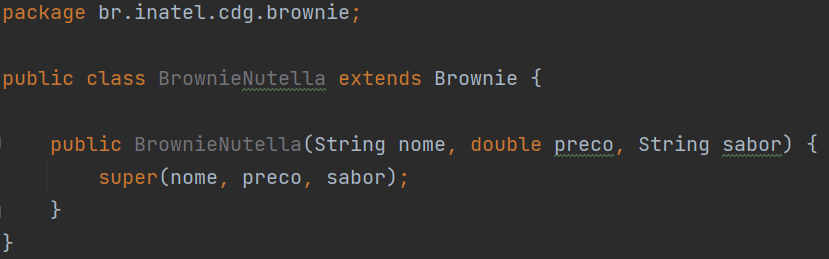 package br.inatel.cdg.brownie;
public class BrownieNutella extends Brownie {
public BrownieNutella(String nome, double preco, String sabor) {
super(nome, preco, sabor);
}
}